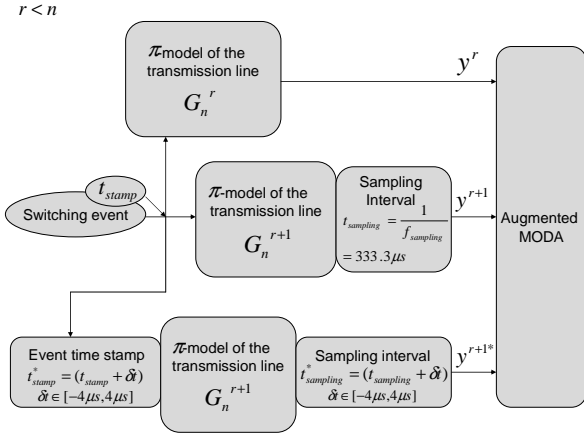 r < n
π-model of the
transmission line
G_n^r
y^r
t_stamp
Switching event
π-model of the
transmission line
G_n^{r+1}
Sampling
Interval
t_sampling = 1 / f_sampling
= 333.3μs
y^{r+1}
Augmented
MODA
Event time stamp
t^*_stamp = (t_stamp + δt)
δt ∈ [-4μs,4μs]
π-model of the
transmission line
G_n^{r+1}
Sampling interval
t^*_sampling = (t_sampling + δt)
δt ∈ [-4μs,4μs]
y^{r+1*}